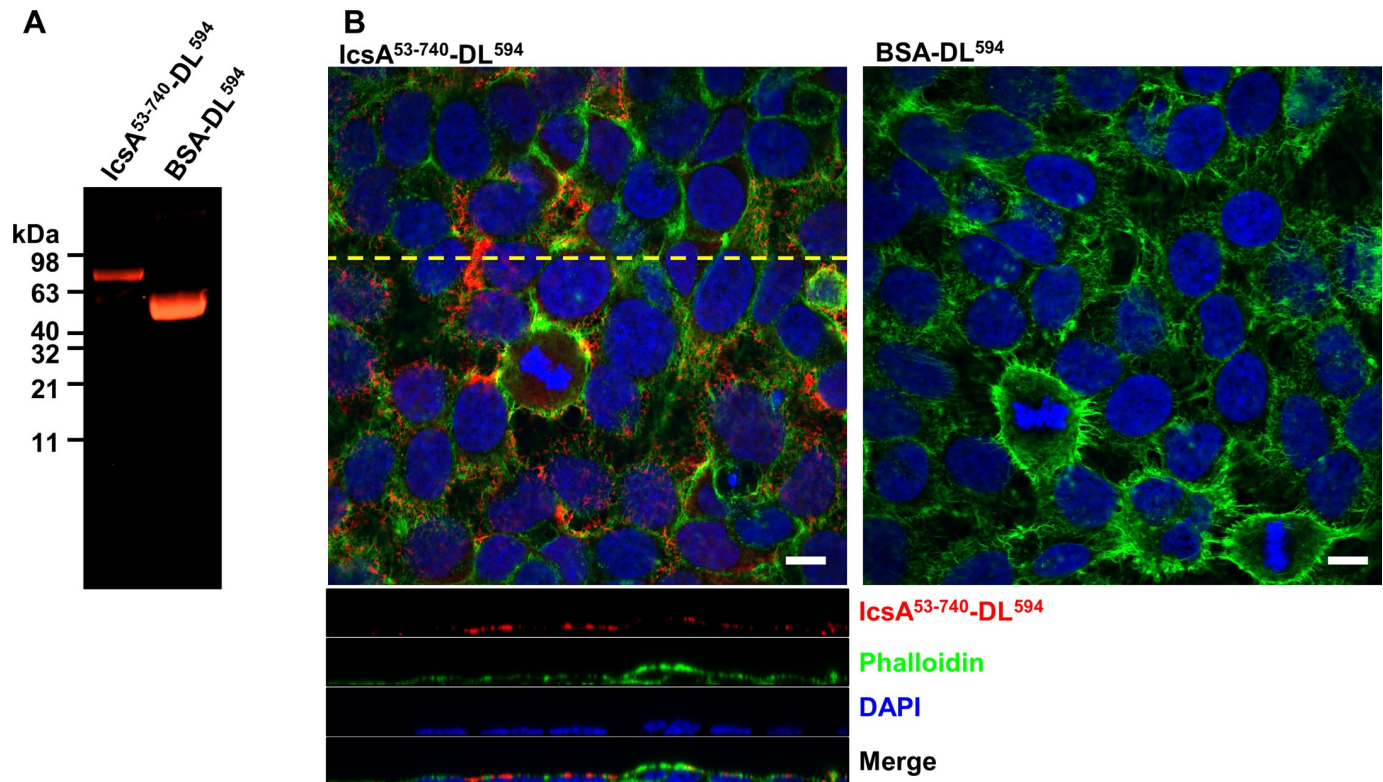 A
B
IcsA53-740-DL594
BSA-DL594
kDa
98
63
40
32
21
11
IcsA53-740-DL594
BSA-DL594
IcsA53-740-DL594
Phalloidin
DAPI
Merge